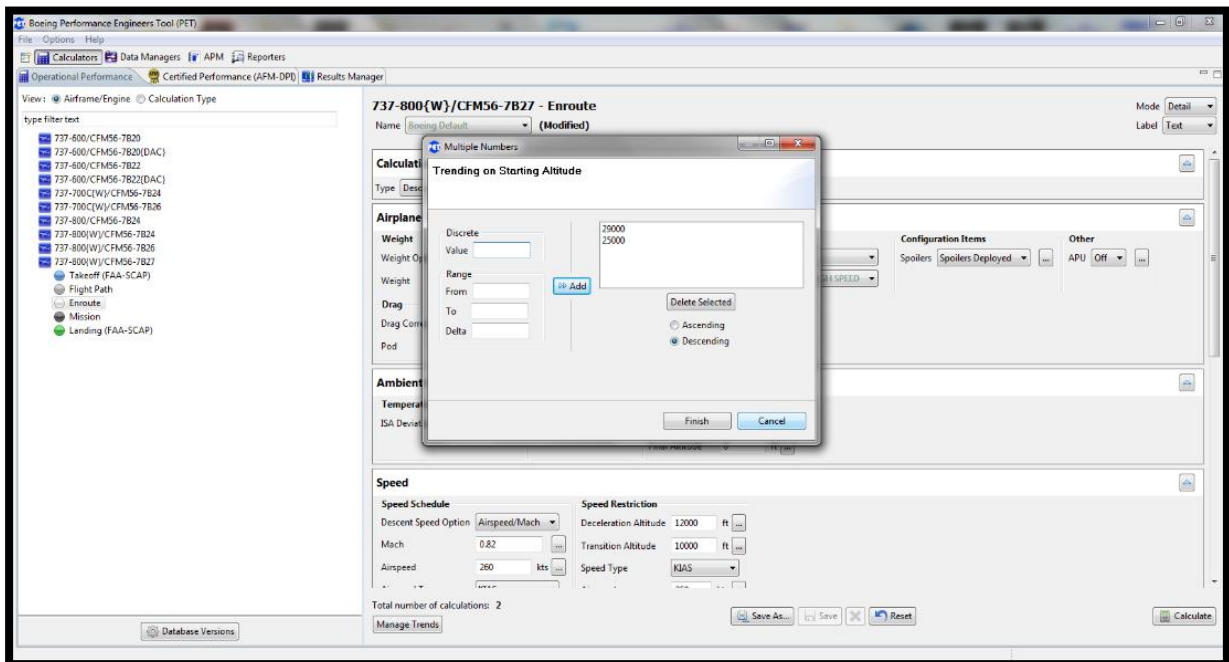 Boeing Performance Engineers Tool (PET)
File Options Help
Calculators Data Managers APM Reporters
Operational Performance Certified Performance (AFM-DPI) Results Manager
View: Airframe/Engine Calculation Type
type filter text
737-600/CFM56-7B20
737-600/CFM56-7B20{DAC}
737-600/CFM56-7B22
737-600/CFM56-7B22{DAC}
737-700C{W}/CFM56-7B24
737-700C{W}/CFM56-7B26
737-800/CFM56-7B24
737-800{W}/CFM56-7B24
737-800{W}/CFM56-7B26
737-800{W}/CFM56-7B27
Takeoff (FAA-SCAP)
Flight Path
Enroute
Mission
Landing (FAA-SCAP)
Database Versions
737-800{W}/CFM56-7B27 - Enroute
Mode Detail
Name Boeing Default (Modified)
Label Text
Calculati
Type Desc
Airplane
Weight
Weight Op
Weight
Drag
Drag Corre
Pod
GH SPEED
Configuration Items
Spoilers Spoilers Deployed ...
Other
APU Off ...
Ambient
Temperat
ISA Deviat
Multiple Numbers
Trending on Starting Altitude
Discrete
Value
Range
From
To
Delta
Add
29000
25000
Delete Selected
Ascending
Descending
Finish Cancel
Speed
Speed Schedule Speed Restriction
Descent Speed Option Airspeed/Mach Deceleration Altitude 12000 ft ...
Mach 0.82 ... Transition Altitude 10000 ft ...
Airspeed 260 kts ... Speed Type KIAS
Total number of calculations: 2
Manage Trends Save As... Save Reset Calculate